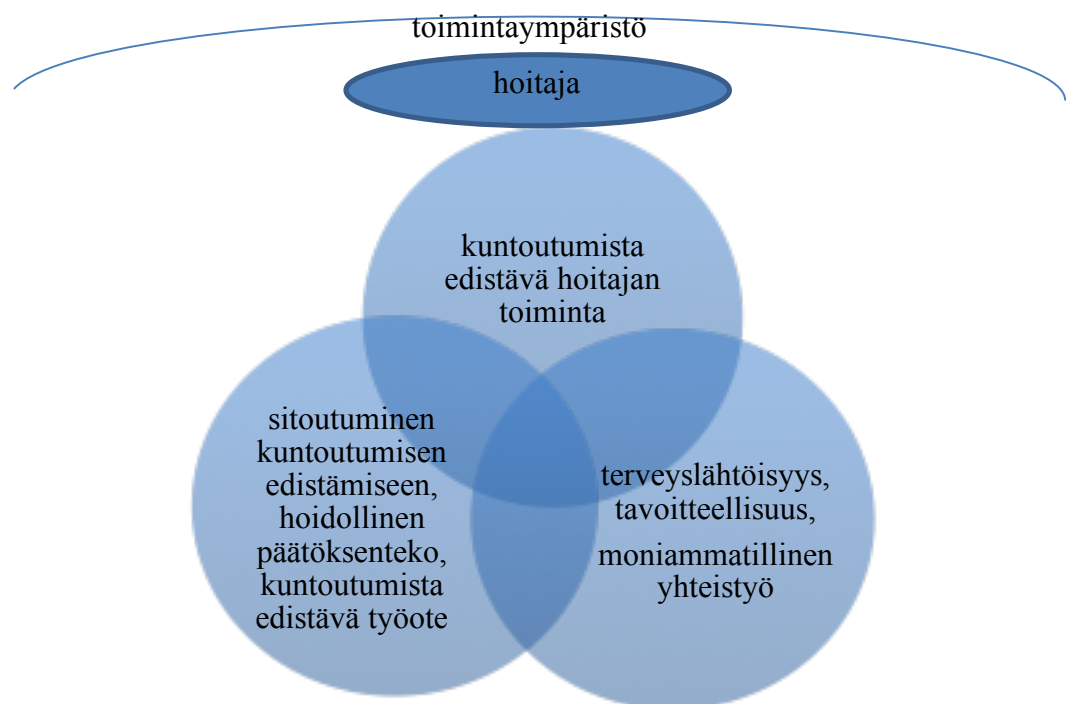 toimintaympäristö
hoitaja
kuntoutumista
edistävä hoitajan
toiminta
sitoutuminen
kuntoutumisen
edistämiseen,
hoidollinen
päätöksenteko,
kuntoutumista
edistävä työote
terveyslähtöisyys,
tavoitteellisuus,
moniammatillinen
yhteistyö